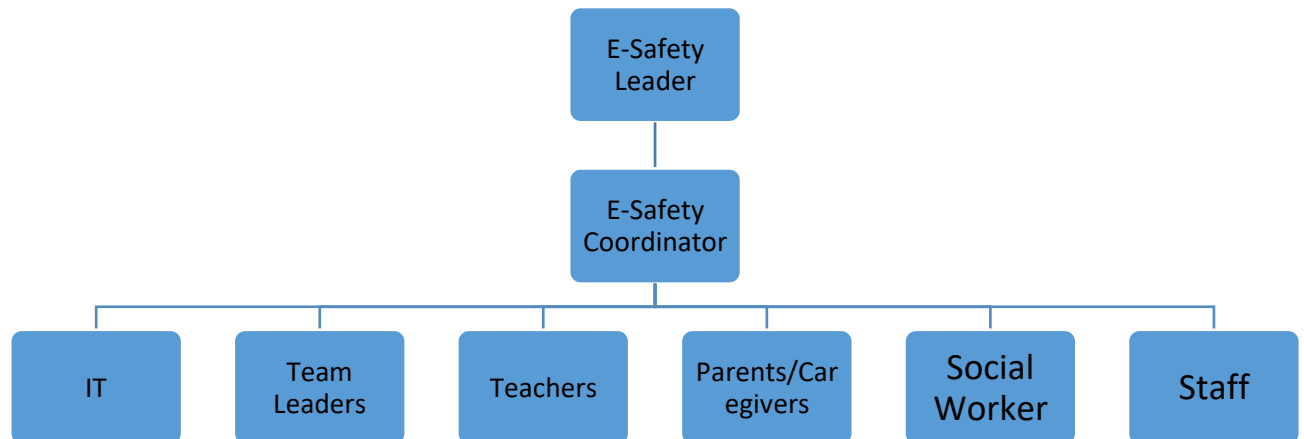 E-Safety
Leader
E-Safety
Coordinator
IT
Team
Leaders
Teachers
Parents/Car
egivers
Social
Worker
Staff